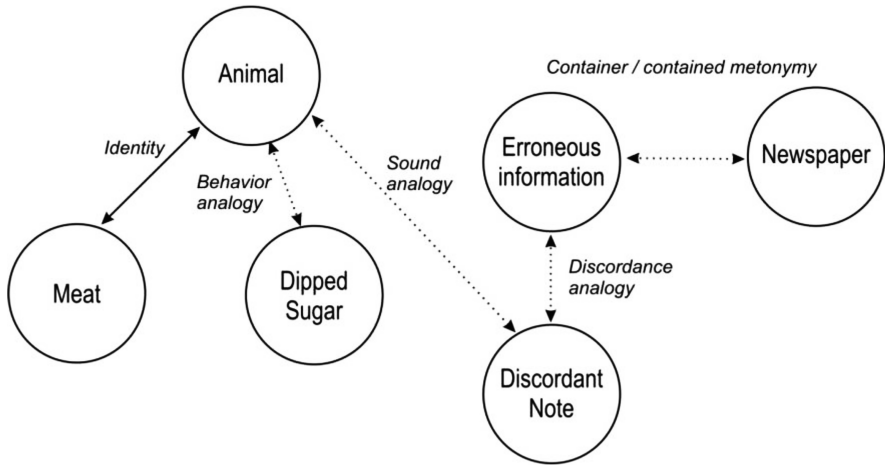 Animal
Container / contained metonymy
Erroneous
information
Newspaper
Identity
Sound
analogy
Behavior
analogy
Discordance
analogy
Meat
Dipped
Sugar
Discordant
Note